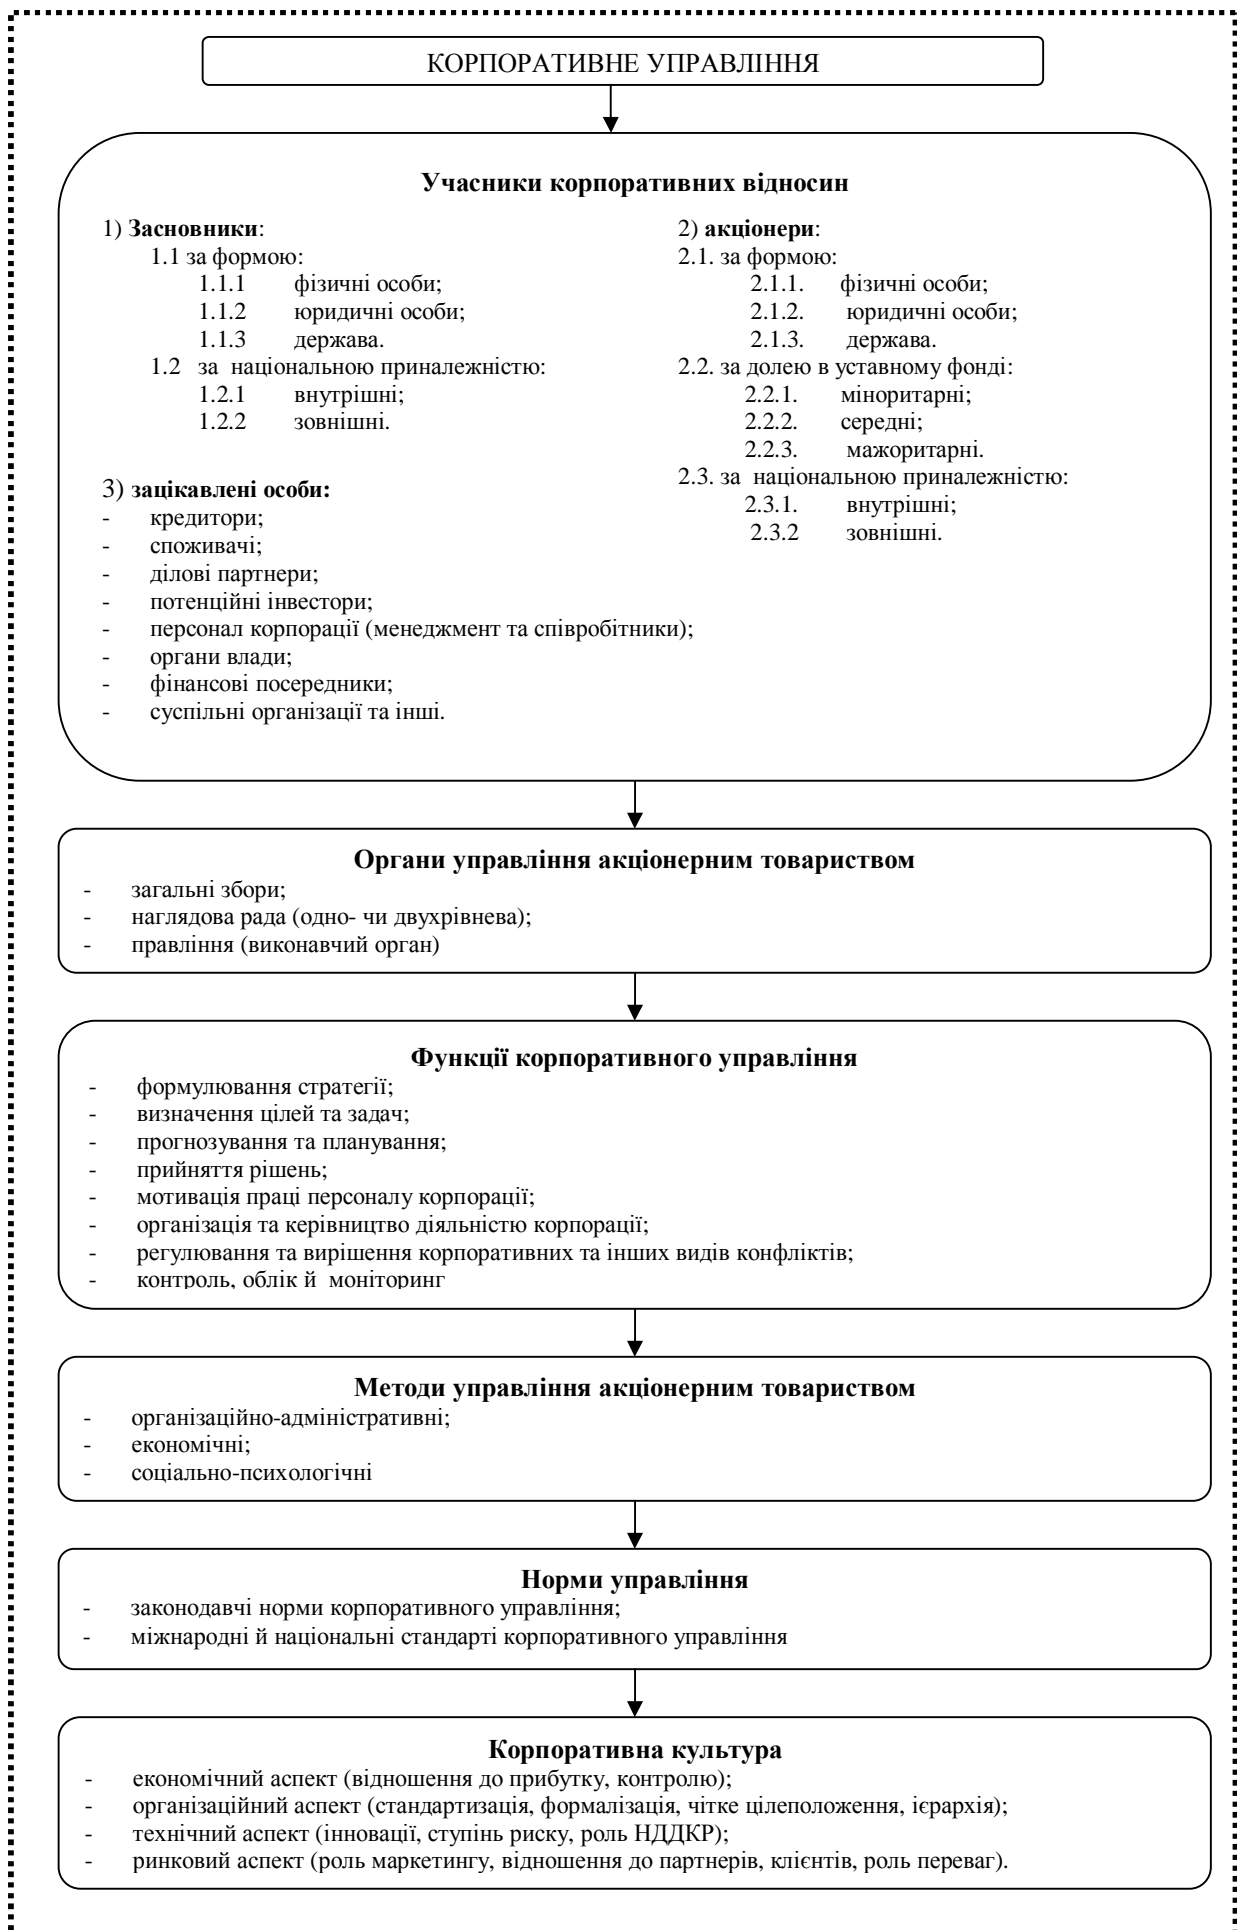 КОРПОРАТИВНЕ УПРАВЛІННЯ
Учасники корпоративних відносин
1) Засновники:
1.1 за формою:
1.1.1 фізичні особи;
1.1.2 юридичні особи;
1.1.3 держава.
1.2 за національною приналежністю:
1.2.1 внутрішні;
1.2.2 зовнішні.
2) акціонери:
2.1. за формою:
2.1.1. фізичні особи;
2.1.2. юридичні особи;
2.1.3. держава.
2.2. за долею в уставному фонді:
2.2.1. міноритарні;
2.2.2. середні;
2.2.3. мажоритарні.
2.3. за національною приналежністю:
2.3.1. внутрішні;
2.3.2 зовнішні.
3) зацікавлені особи:
- кредитори;
- споживачі;
- ділові партнери;
- потенційні інвестори;
- персонал корпорації (менеджмент та співробітники);
- органи влади;
- фінансові посередники;
- суспільні організації та інші.
Органи управління акціонерним товариством
- загальні збори;
- наглядова рада (одно- чи двухрівнева);
- правління (виконавчий орган)
Функції корпоративного управління
- формулювання стратегії;
- визначення цілей та задач;
- прогнозування та планування;
- прийняття рішень;
- мотивація праці персоналу корпорації;
- організація та керівництво діяльністю корпорації;
- регулювання та вирішення корпоративних та інших видів конфліктів;
- контроль, облік й моніторинг
Методи управління акціонерним товариством
- організаційно-адміністративні;
- економічні;
- соціально-психологічні
Норми управління
- законодавчі норми корпоративного управління;
- міжнародні й національні стандарті корпоративного управління
Корпоративна культура
- економічний аспект (відношення до прибутку, контролю);
- організаційний аспект (стандартизація, формалізація, чітке цілеположення, ієрархія);
- технічний аспект (інновації, ступінь риску, роль НДДКР);
- ринковий аспект (роль маркетингу, відношення до партнерів, клієнтів, роль переваг).